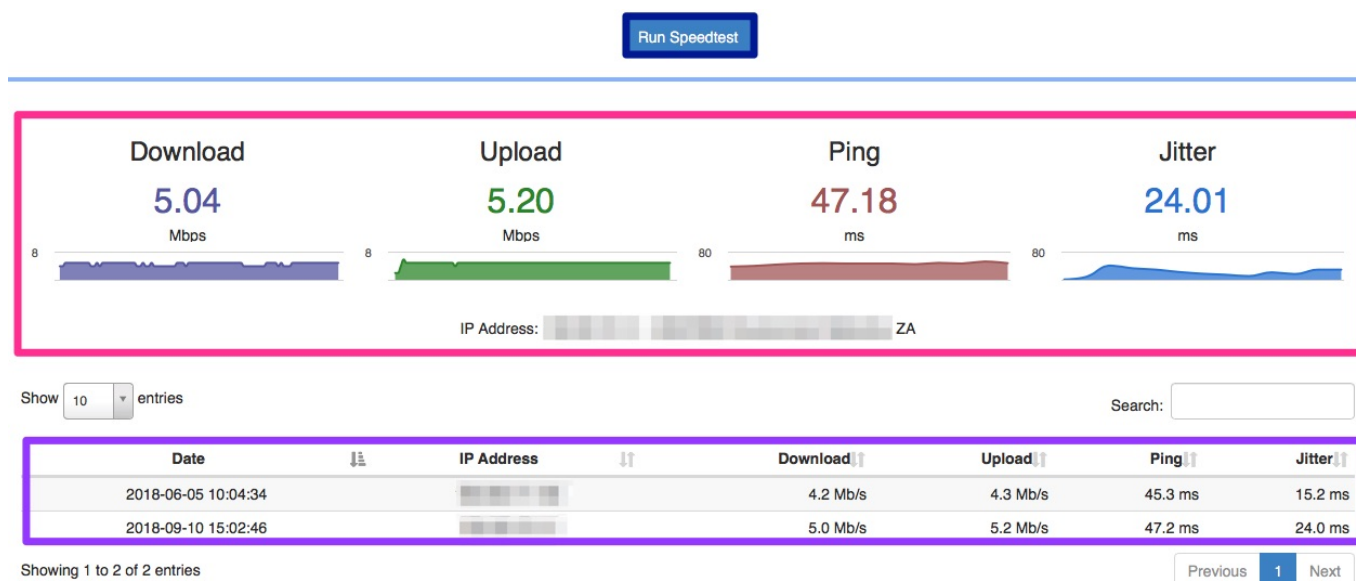 Run Speedtest
Download Upload Ping Jitter
5.04 5.20 47.18 24.01
Mbps Mbps ms ms
8 8 80 80
IP Address: ZA
Show 10 entries Search:
Date IP Address Download Upload Ping Jitter
2018-06-05 10:04:34 4.2 Mb/s 4.3 Mb/s 45.3 ms 15.2 ms
2018-09-10 15:02:46 5.0 Mb/s 5.2 Mb/s 47.2 ms 24.0 ms
Showing 1 to 2 of 2 entries Previous 1 Next